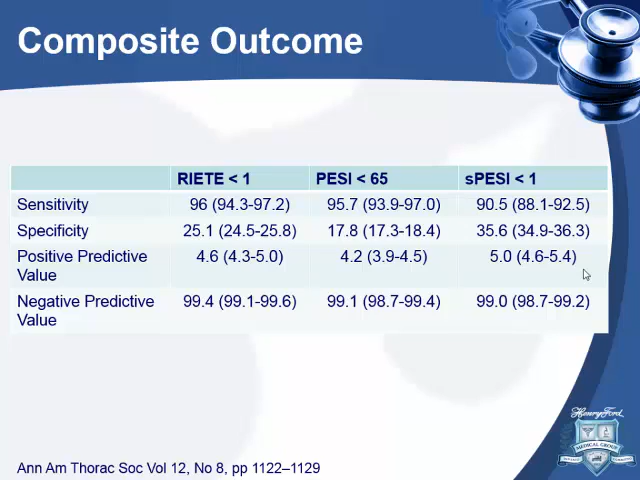 Composite Outcome
RIETE < 1 PESI < 65 sPESI < 1
Sensitivity 96 (94.3-97.2) 95.7 (93.9-97.0) 90.5 (88.1-92.5)
Specificity 25.1 (24.5-25.8) 17.8 (17.3-18.4) 35.6 (34.9-36.3)
Positive Predictive 4.6 (4.3-5.0) 4.2 (3.9-4.5) 5.0 (4.6-5.4)
Value
Negative Predictive 99.4 (99.1-99.6) 99.1 (98.7-99.4) 99.0 (98.7-99.2)
Value
Henry Ford
MEDICAL GROUP
Ann Am Thorac Soc Vol 12, No 8, pp 1122–1129